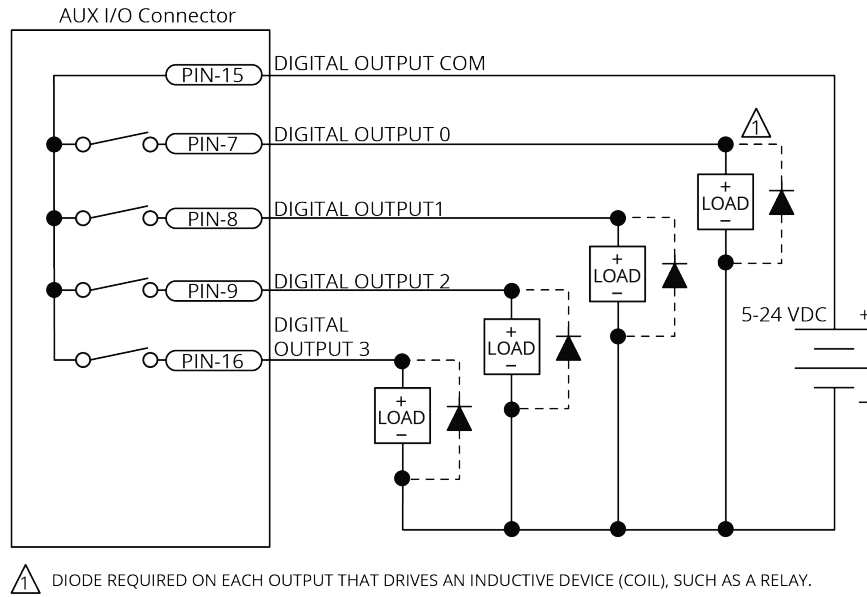 AUX I/O Connector
PIN-15
DIGITAL OUTPUT COM
PIN-7
DIGITAL OUTPUT 0
1
+
LOAD
–
PIN-8
DIGITAL OUTPUT1
+
LOAD
–
PIN-9
DIGITAL OUTPUT 2
+
LOAD
–
5-24 VDC
+
–
PIN-16
DIGITAL
OUTPUT 3
+
LOAD
–
1 DIODE REQUIRED ON EACH OUTPUT THAT DRIVES AN INDUCTIVE DEVICE (COIL), SUCH AS A RELAY.